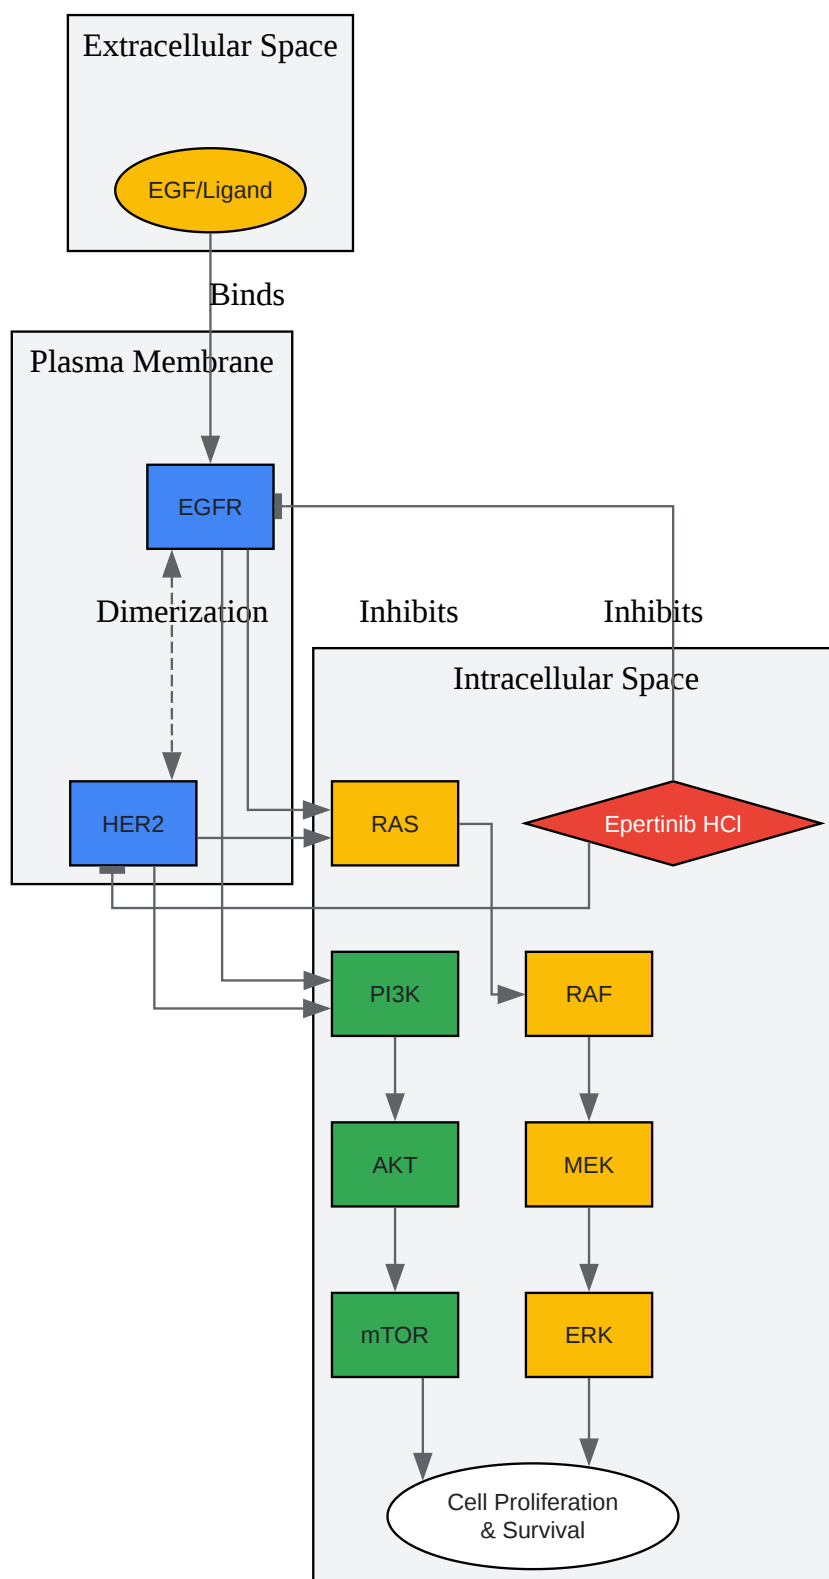 Extracellular Space
EGF/Ligand
Binds
Plasma Membrane
EGFR
Dimerization
Inhibits
Inhibits
Intracellular Space
HER2
RAS
Epertinib HCl
PI3K
RAF
AKT
MEK
mTOR
ERK
Cell Proliferation
& Survival